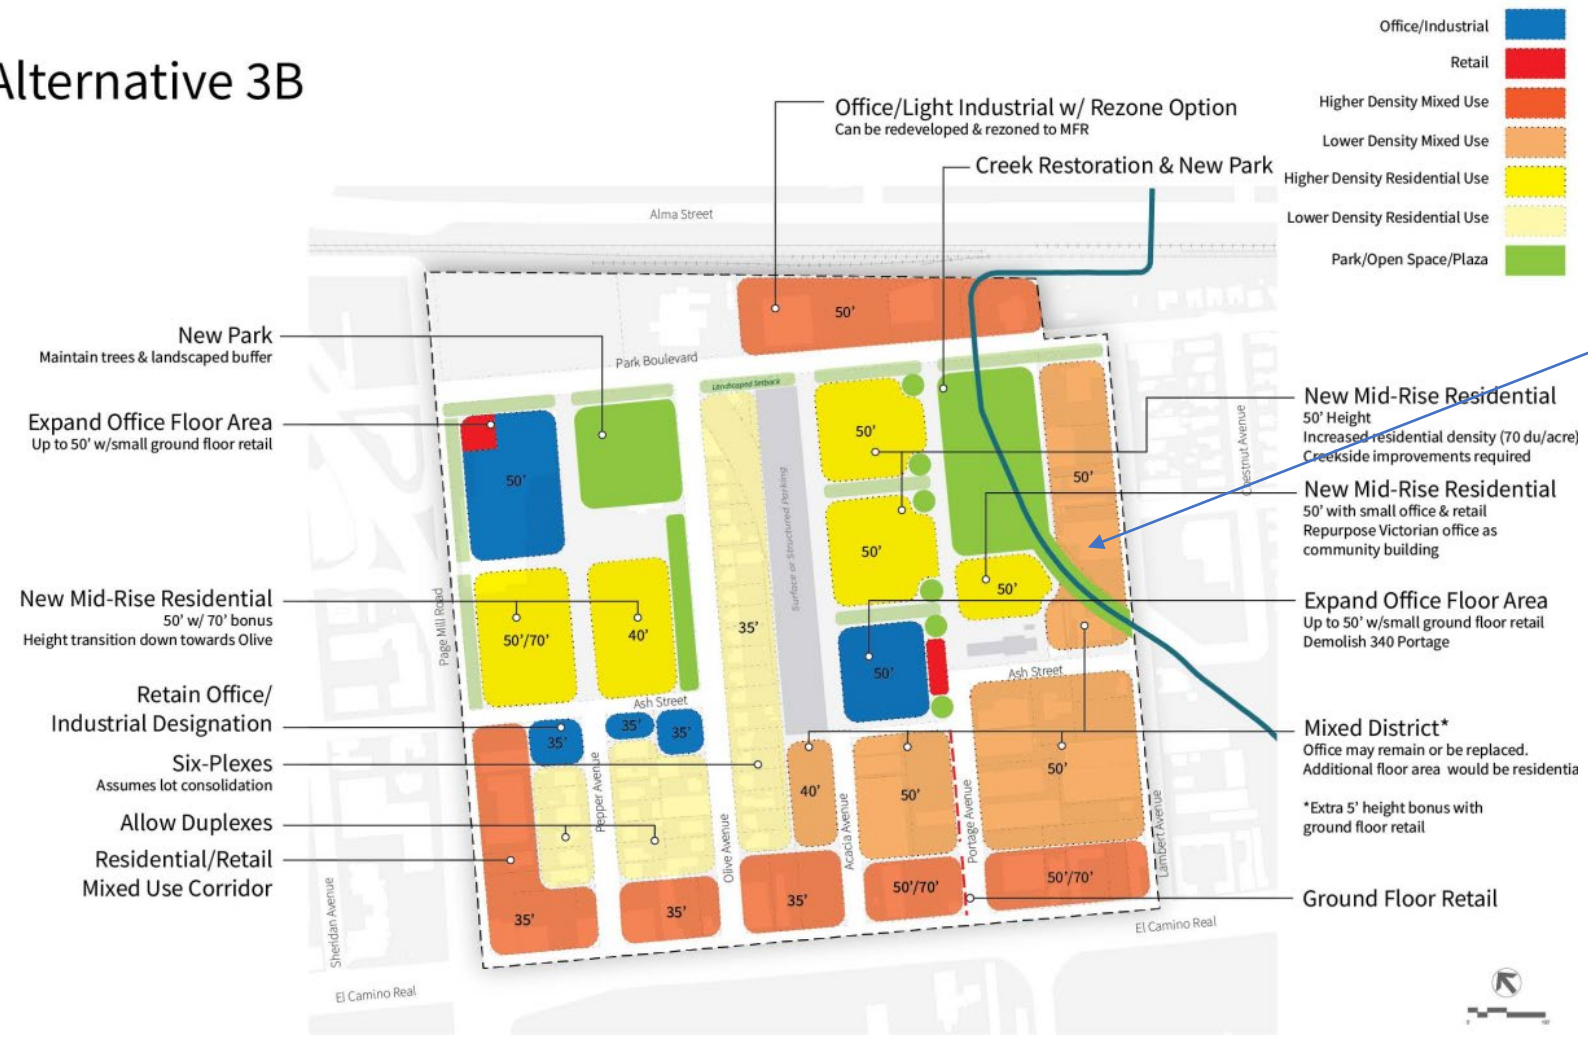 Alternative 3B
Office/Industrial
Retail
Higher Density Mixed Use
Lower Density Mixed Use
Higher Density Residential Use
Lower Density Residential Use
Park/Open Space/Plaza
Office/Light Industrial w/ Rezone Option
Can be redeveloped & rezoned to MFR
Creek Restoration & New Park
Alma Street
New Park
Maintain trees & landscaped buffer
Expand Office Floor Area
Up to 50' w/small ground floor retail
New Mid-Rise Residential
50' w/ 70' bonus
Height transition down towards Olive
Retain Office/
Industrial Designation
Six-Plexes
Assumes lot consolidation
Allow Duplexes
Residential/Retail
Mixed Use Corridor
50'
Park Boulevard
Landscaped Setback
50'
50'
50'
Surface or Structured Parking
50'
50'
50'/70'
40'
35'
50'
Page Mill Road
Ash Street
Ash Street
35'
35'
35'
Pepper Avenue
Olive Avenue
40'
Acacia Avenue
50'
Portage Avenue
50'
Lambert Avenue
Chestnut Avenue
35'
35'
35'
50'/70'
50'/70'
Sheridan Avenue
El Camino Real
El Camino Real
New Mid-Rise Residential
50' Height
Increased residential density (70 du/acre)
Creekside improvements required
New Mid-Rise Residential
50' with small office & retail
Repurpose Victorian office as
community building
Expand Office Floor Area
Up to 50' w/small ground floor retail
Demolish 340 Portage
Mixed District*
Office may remain or be replaced.
Additional floor area would be residentia
*Extra 5' height bonus with
ground floor retail
Ground Floor Retail